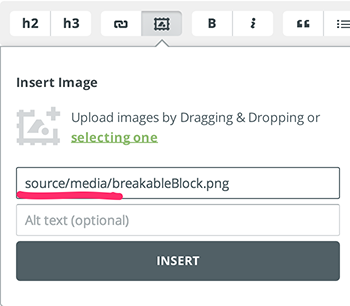 h2 h3 B i “
Insert Image
Upload images by Dragging & Dropping or
selecting one
source/media/breakableBlock.png
Alt text (optional)
INSERT